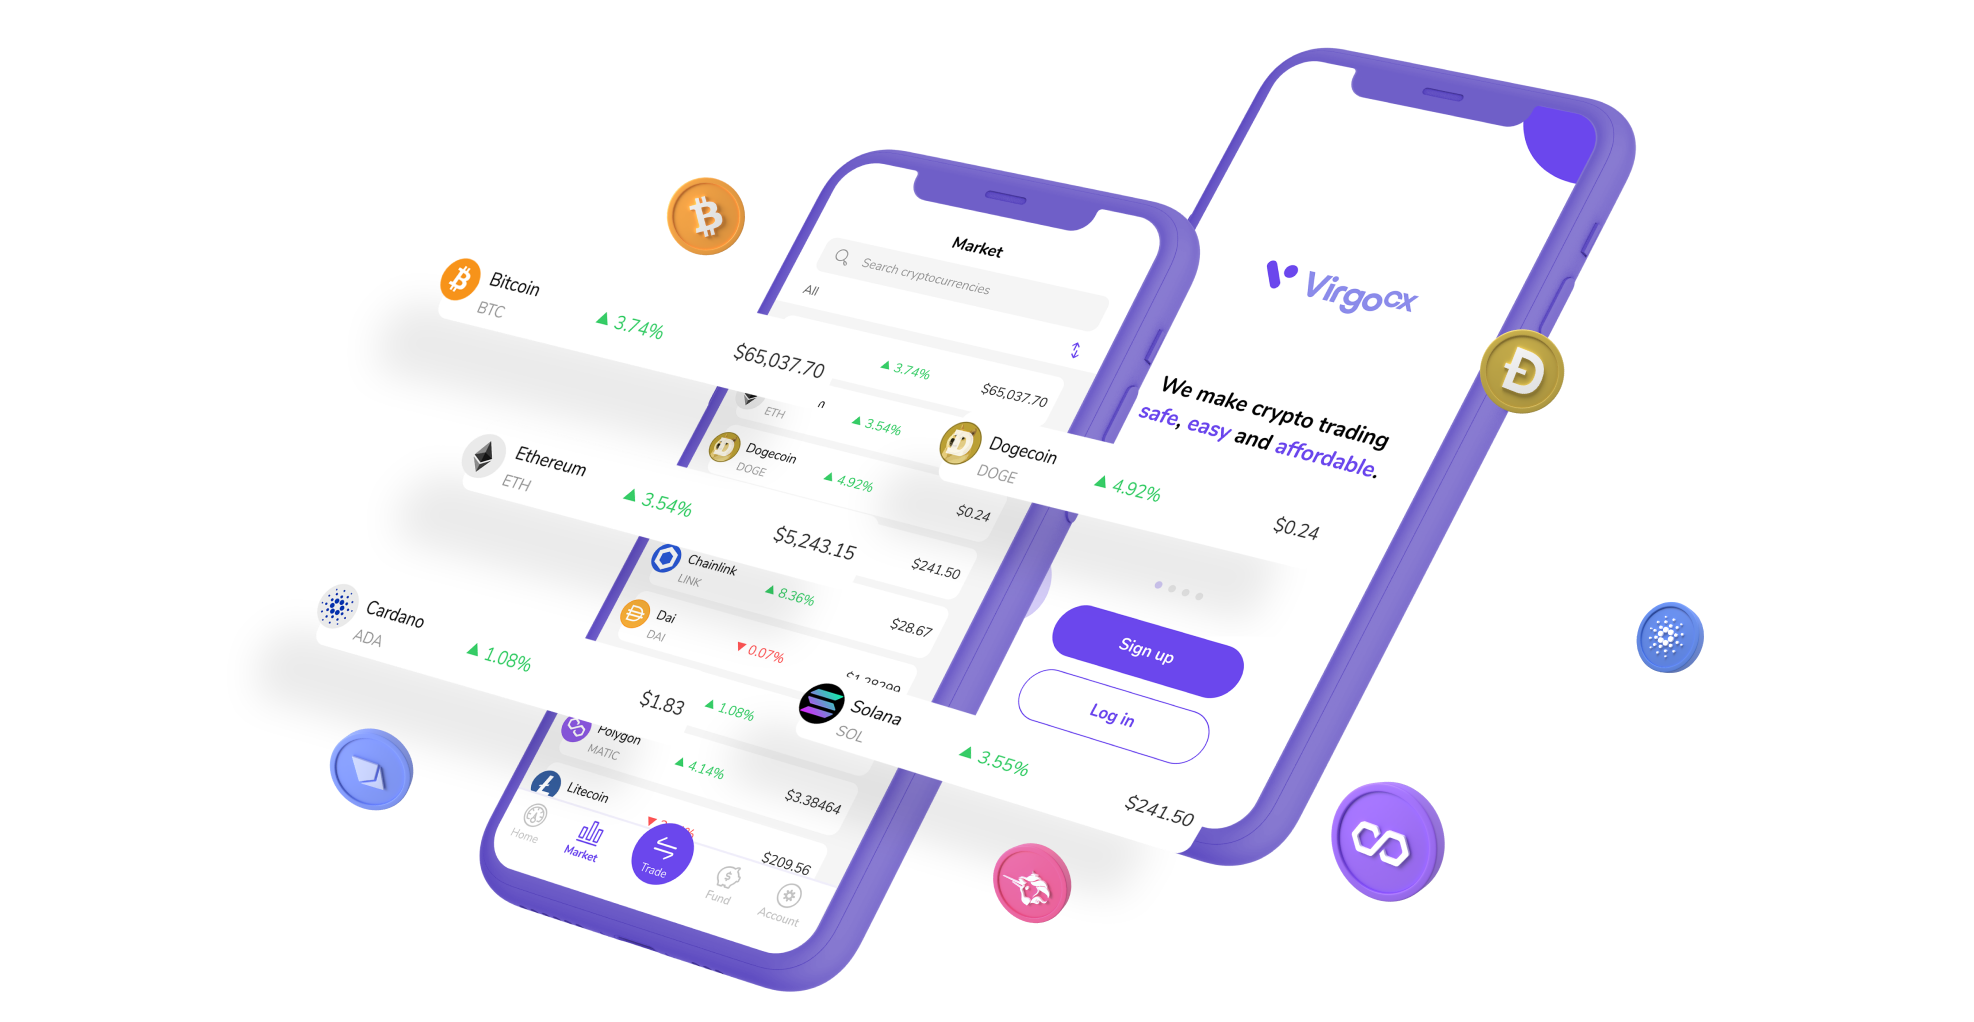 VirgoCX
We make crypto trading
safe, easy and affordable.
Sign up
Log in
Market
Search cryptocurrencies
All
Bitcoin
BTC
▲ 3.74%
$65,037.70
▲ 3.74%
$65,037.70
ETH
▲ 3.54%
Dogecoin
DOGE
▲ 4.92%
$0.24
Dogecoin
DOGE
▲ 4.92%
$0.24
Ethereum
ETH
▲ 3.54%
$5,243.15
$241.50
Chainlink
LINK
▲ 8.36%
$28.67
Dai
DAI
▼ 0.07%
Cardano
ADA
▲ 1.08%
$1.83
▲ 1.08%
Solana
SOL
▲ 3.55%
$241.50
Polygon
MATIC
▲ 4.14%
$3.38464
Litecoin
$209.56
Home
Market
Trade
Fund
Account